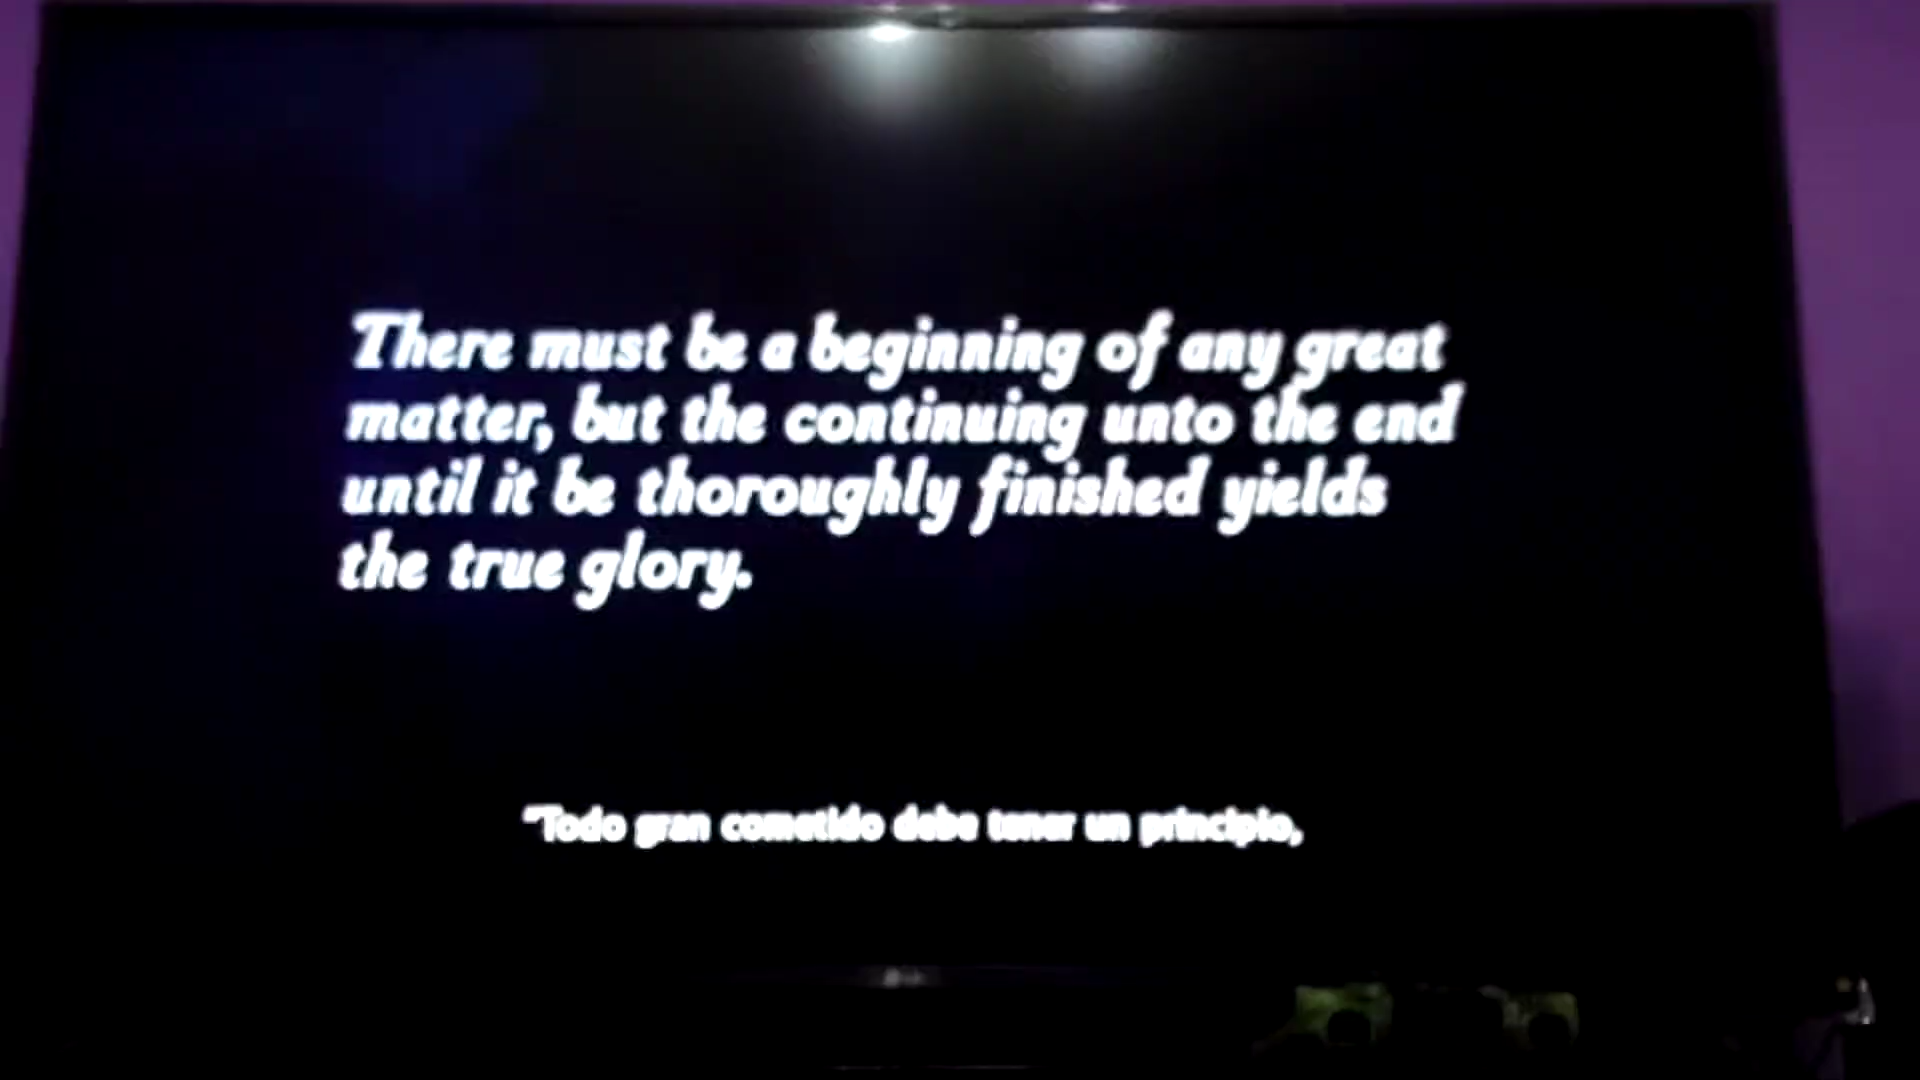 There must be a beginning of any great
matter, but the continuing unto the end
until it be thoroughly finished yields
the true glory.
"Todo gran cometido debe tener un principio,